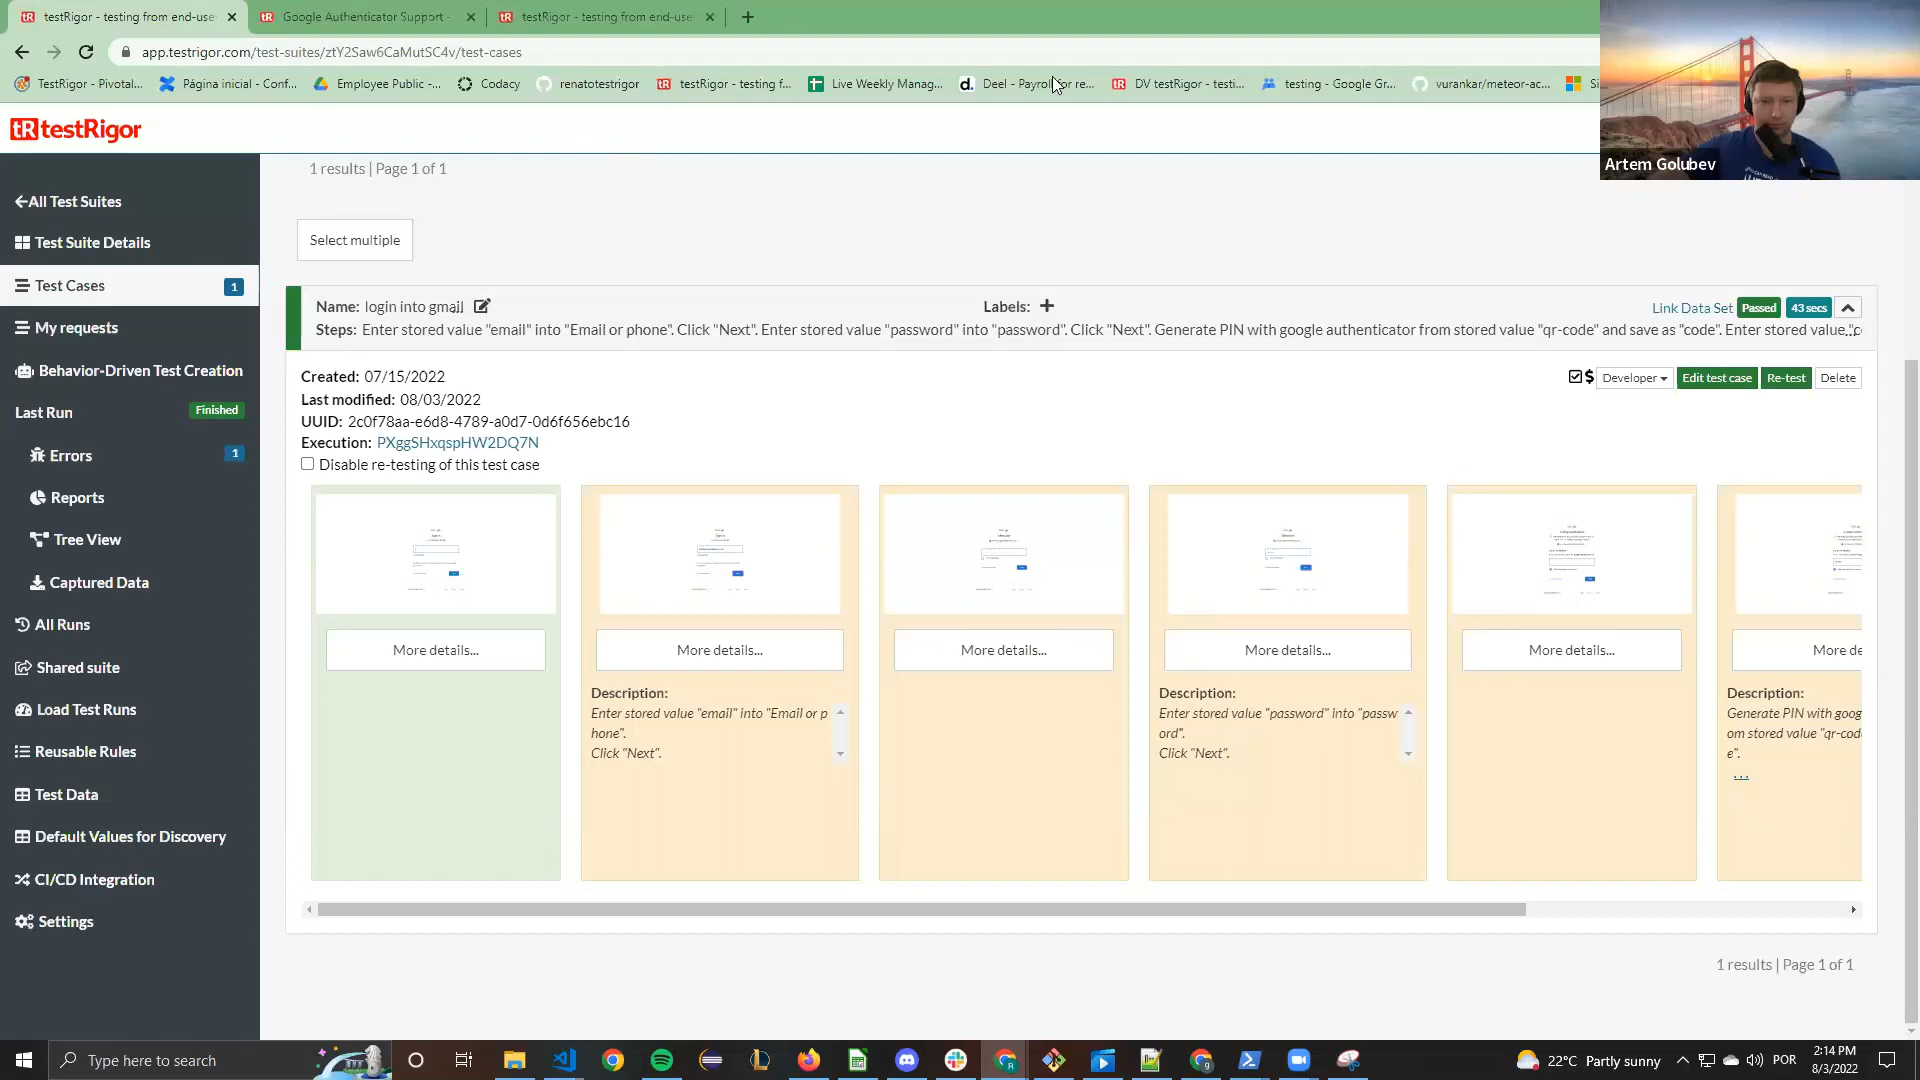 testRigor - testing from end-use
Google Authenticator Support -
testRigor - testing from end-use
app.testrigor.com/test-suites/ztY2Saw6CaMutSC4v/test-cases
TestRigor - Pivotal...
Página inicial - Conf...
Employee Public -...
Codacy
renatotestrigor
testRigor - testing f...
Live Weekly Manag...
Deel - Payroll for re...
DV testRigor - testi...
testing - Google Gr...
vurankar/meteor-ac...
Artem Golubev
tR testRigor
All Test Suites
Test Suite Details
Test Cases 1
My requests
Behavior-Driven Test Creation
Last Run Finished
Errors 1
Reports
Tree View
Captured Data
All Runs
Shared suite
Load Test Runs
Reusable Rules
Test Data
Default Values for Discovery
CI/CD Integration
Settings
1 results | Page 1 of 1
Select multiple
Name: login into gmail
Labels: +
Link Data Set Passed 43 secs
Steps: Enter stored value "email" into "Email or phone". Click "Next". Enter stored value "password" into "password". Click "Next". Generate PIN with google authenticator from stored value "qr-code" and save as "code". Enter stored value "c
...
Created: 07/15/2022
Last modified: 08/03/2022
UUID: 2c0f78aa-e6d8-4789-a0d7-0d6f656ebc16
Execution: PXggSHxqspHW2DQ7N
Disable re-testing of this test case
$ Developer Edit test case Re-test Delete
More details...
More details...
Description:
Enter stored value "email" into "Email or p
hone".
Click "Next".
More details...
More details...
Description:
Enter stored value "password" into "passw
ord".
Click "Next".
More details...
More de
Description:
Generate PIN with goog
om stored value "qr-cod
e".
...
1 results | Page 1 of 1
Type here to search
22°C Partly sunny
POR
2:14 PM
8/3/2022